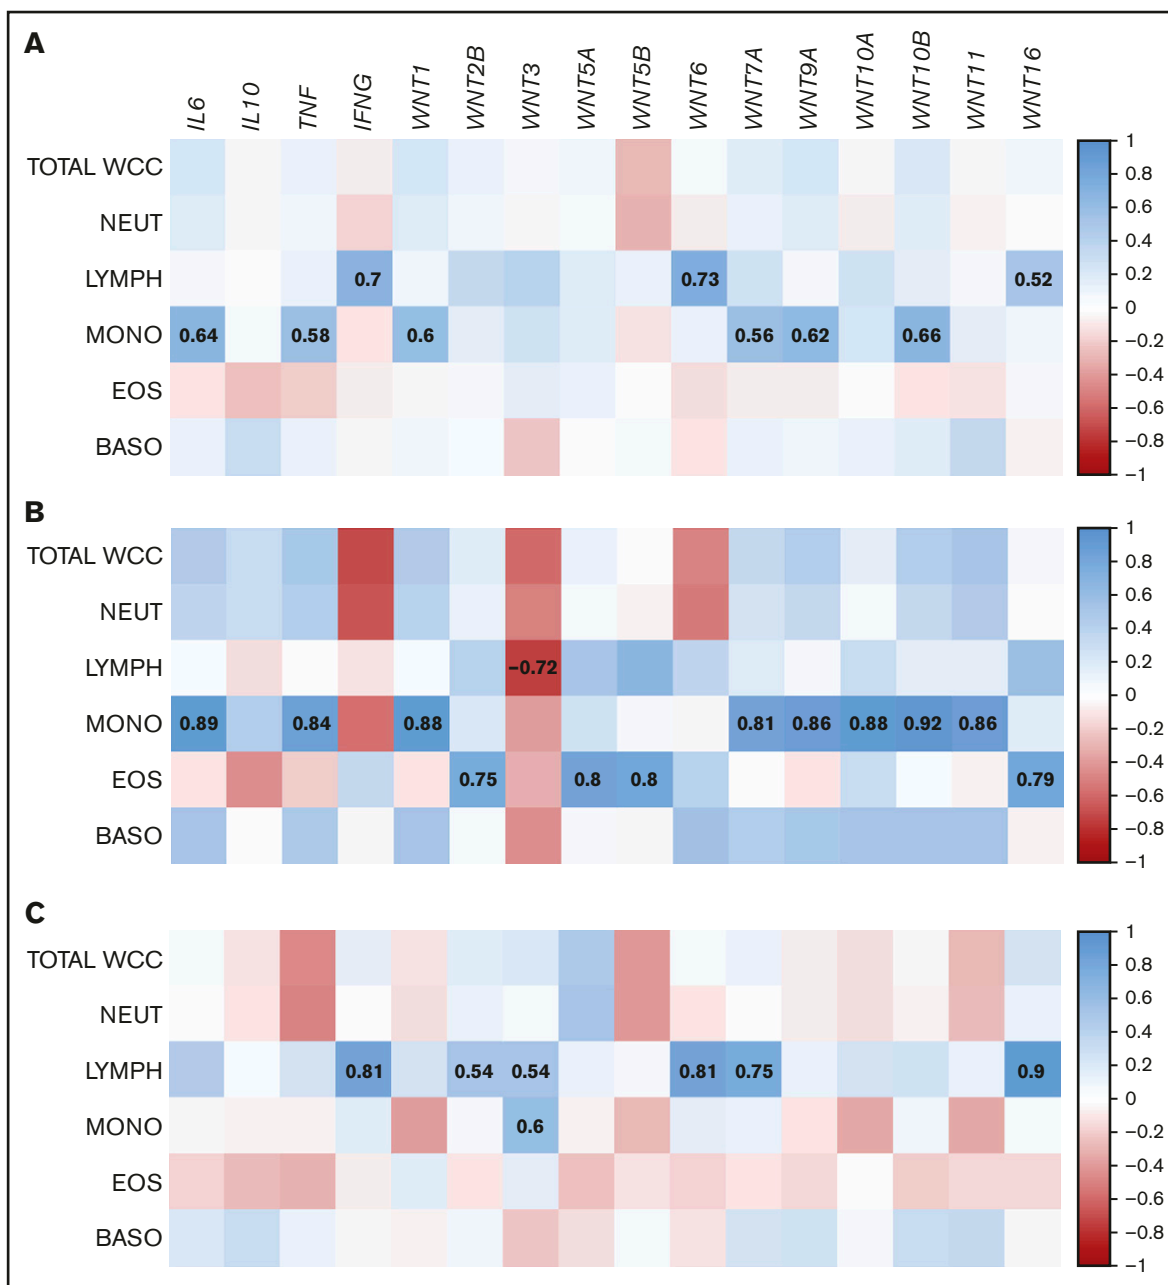 A
IL6 IL10 TNF IFNG WNT1 WNT2B WNT3 WNT5A WNT5B WNT6 WNT7A WNT9A WNT10A WNT10B WNT11 WNT16
TOTAL WCC
NEUT
LYMPH 0.7 0.73 0.52
MONO 0.64 0.58 0.6 0.56 0.62 0.66
EOS
BASO
1
0.8
0.6
0.4
0.2
0
−0.2
−0.4
−0.6
−0.8
−1
B
TOTAL WCC
NEUT
LYMPH −0.72
MONO 0.89 0.84 0.88 0.81 0.86 0.88 0.92 0.86
EOS 0.75 0.8 0.8 0.79
BASO
1
0.8
0.6
0.4
0.2
0
−0.2
−0.4
−0.6
−0.8
−1
C
TOTAL WCC
NEUT
LYMPH 0.81 0.54 0.54 0.81 0.75 0.9
MONO 0.6
EOS
BASO
1
0.8
0.6
0.4
0.2
0
−0.2
−0.4
−0.6
−0.8
−1